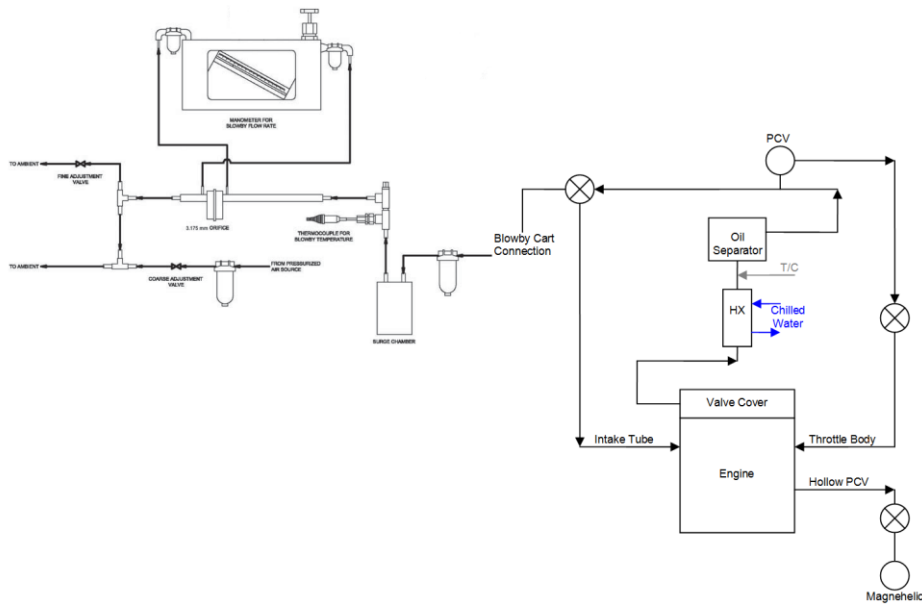 MANOMETER FOR
BLOWBY FLOW RATE
TO AMBIENT
FINE ADJUSTMENT
VALVE
3.175 mm ORIFICE
THERMOCOUPLE FOR
BLOWBY TEMPERATURE
TO AMBIENT
COARSE ADJUSTMENT
VALVE
FROM PRESSURIZED
AIR SOURCE
SURGE CHAMBER
PCV
Blowby Cart
Connection
Oil
Separator
T/C
HX
Chilled
Water
Valve Cover
Intake Tube
Throttle Body
Engine
Hollow PCV
Magnehelic